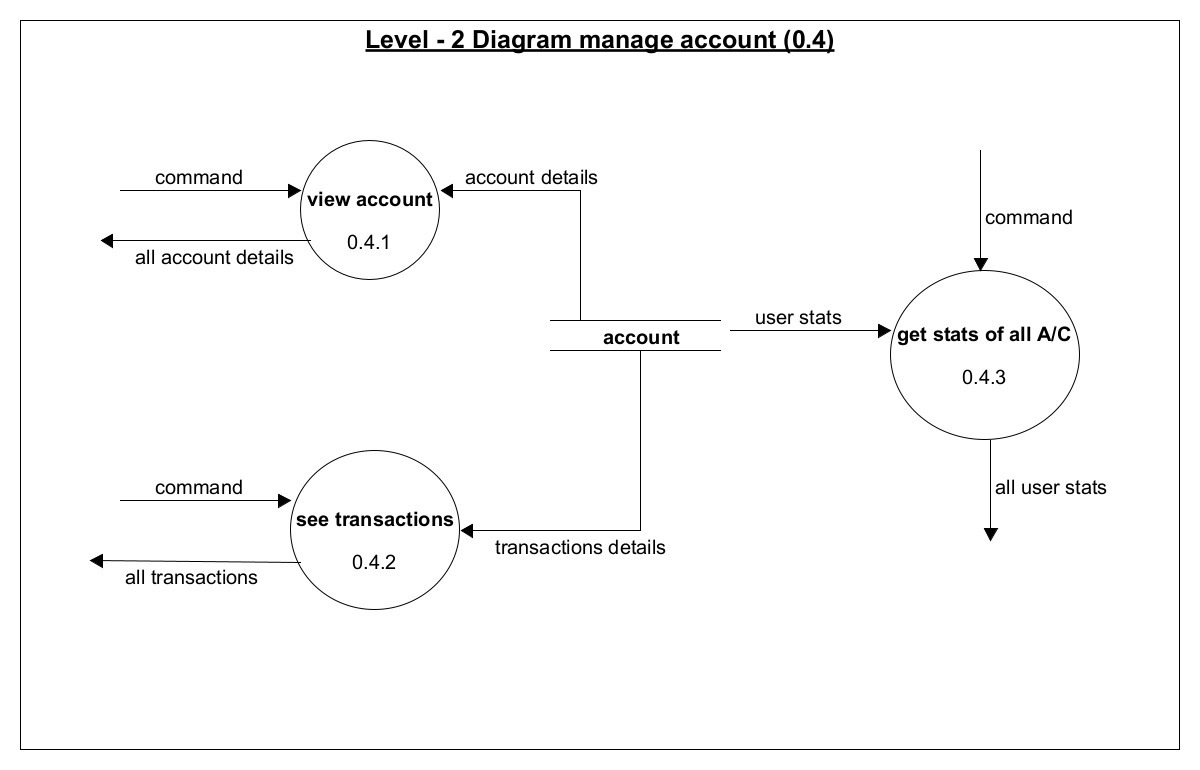 Level - 2 Diagram manage account (0.4)
command
view account
0.4.1
all account details
account details
account
user stats
command
get stats of all A/C
0.4.3
all user stats
command
see transactions
0.4.2
all transactions
transactions details